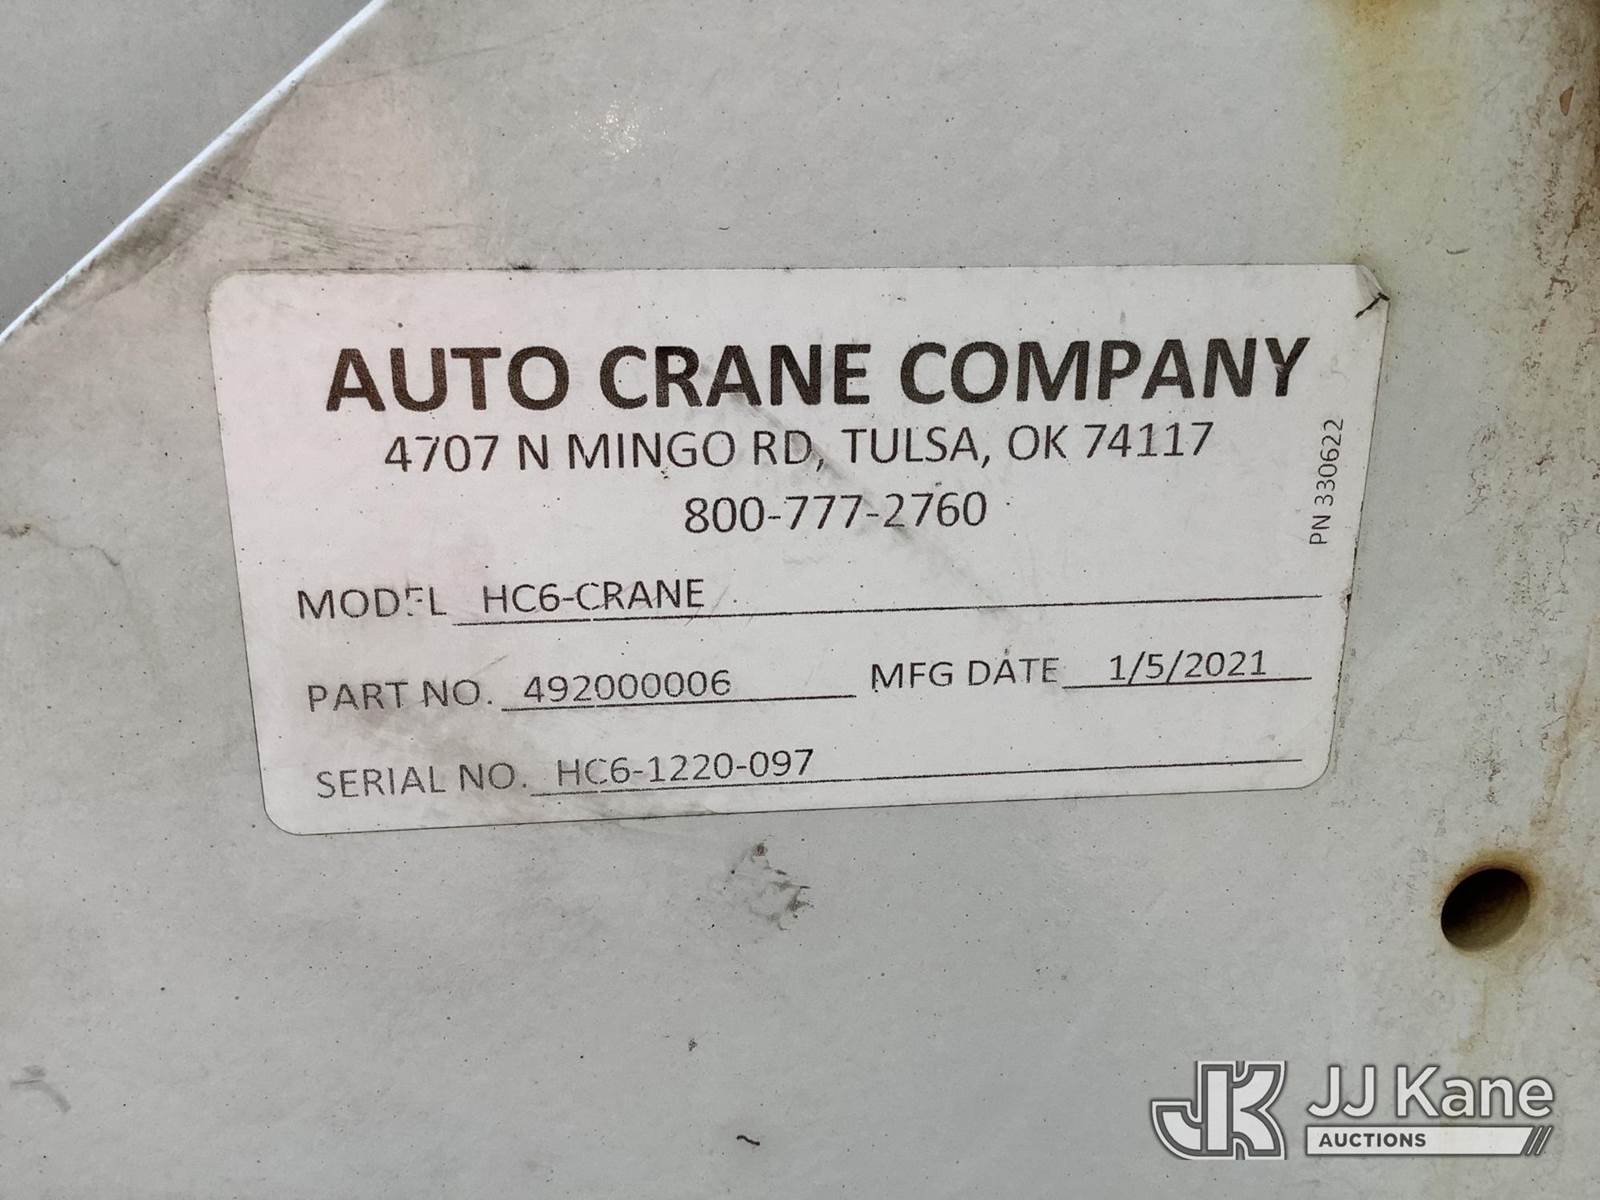 AUTO CRANE COMPANY
4707 N MINGO RD, TULSA, OK 74117
800-777-2760
PN 330622
MODEL HC6-CRANE
PART NO. 492000006 MFG DATE 1/5/2021
SERIAL NO. HC6-1220-097
JK JJ Kane
AUCTIONS